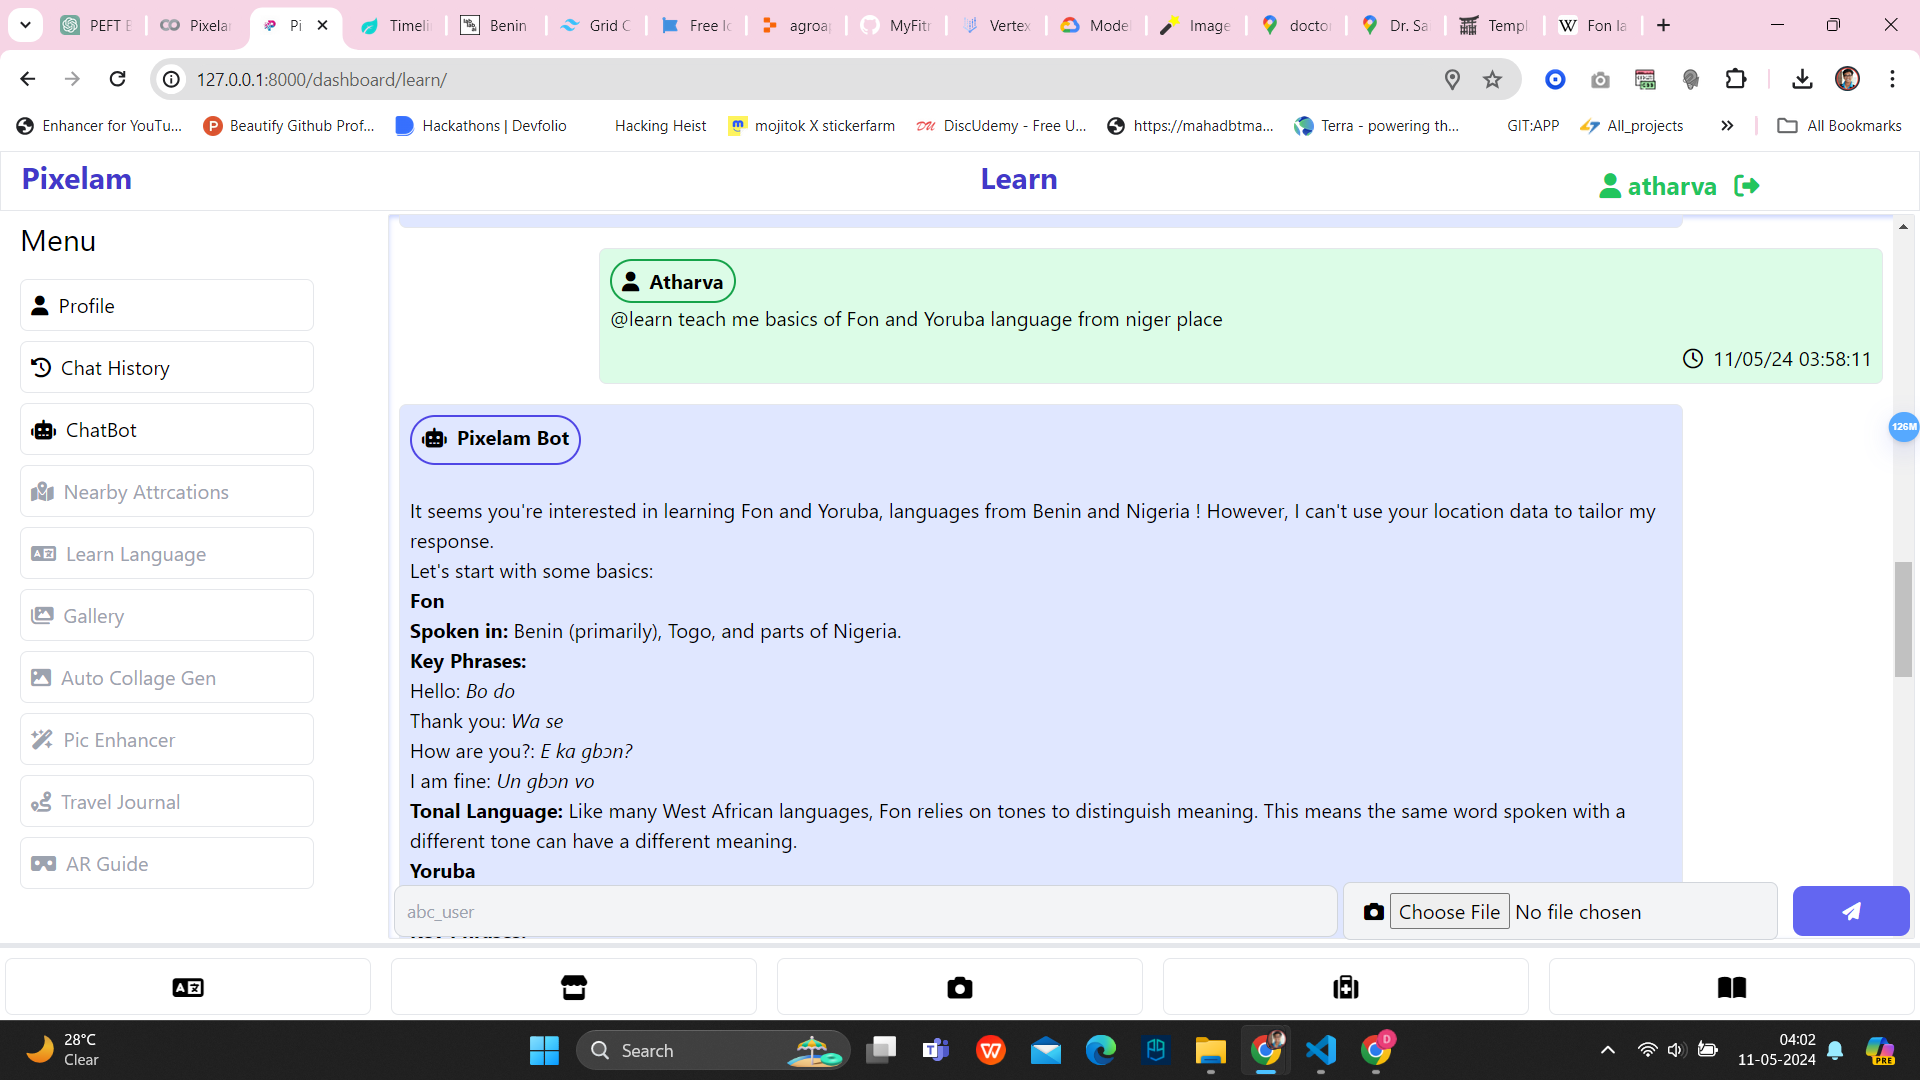 PEFT E
Pixelar
Pi
Timeli
Benin
Grid C
Free Ic
agroap
MyFitr
Vertex
Model
Image
docto
Dr. Sa
Templ
Fon la
127.0.0.1:8000/dashboard/learn/
Enhancer for YouTu...
Beautify Github Prof...
Hackathons | Devfolio
Hacking Heist
mojitok X stickerfarm
DU DiscUdemy - Free U...
https://mahadbtma...
Terra - powering th...
GIT:APP
All_projects
All Bookmarks
Pixelam
Learn
atharva
Menu
Profile
Chat History
ChatBot
Nearby Attrcations
Learn Language
Gallery
Auto Collage Gen
Pic Enhancer
Travel Journal
AR Guide
Atharva
@learn teach me basics of Fon and Yoruba language from niger place
11/05/24 03:58:11
126M
Pixelam Bot
It seems you're interested in learning Fon and Yoruba, languages from Benin and Nigeria ! However, I can't use your location data to tailor my
response.
Let's start with some basics:
Fon
Spoken in: Benin (primarily), Togo, and parts of Nigeria.
Key Phrases:
Hello: Bo do
Thank you: Wa se
How are you?: E ka gbɔn?
I am fine: Un gbɔn vo
Tonal Language: Like many West African languages, Fon relies on tones to distinguish meaning. This means the same word spoken with a
different tone can have a different meaning.
Yoruba
abc_user
Choose File No file chosen
28°C
Clear
Search
04:02
11-05-2024
PRE